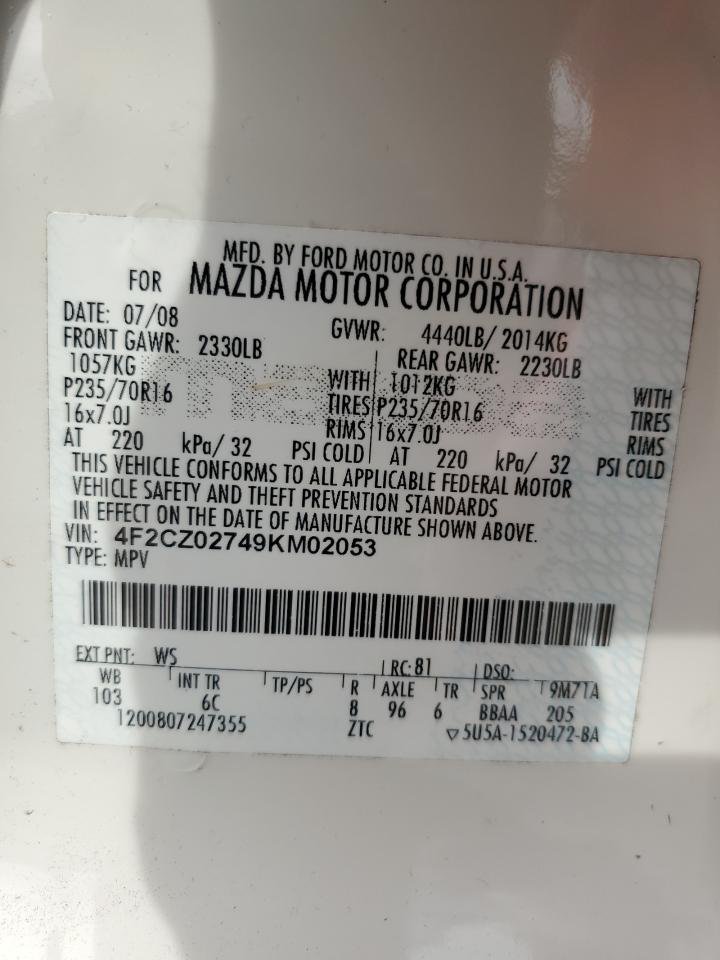 MFD. BY FORD MOTOR CO. IN U.S.A.
FOR MAZDA MOTOR CORPORATION
DATE: 07/08 GVWR: 4440LB/ 2014KG
FRONT GAWR: 2330LB REAR GAWR: 2230LB
1057KG WITH 1012KG WITH
P235/70R16 TIRES P235/70R16 TIRES
16x7.0J RIMS 16x7.0J RIMS
AT 220 kPa/ 32 PSI COLD AT 220 kPa/ 32 PSI COLD
THIS VEHICLE CONFORMS TO ALL APPLICABLE FEDERAL MOTOR
VEHICLE SAFETY AND THEFT PREVENTION STANDARDS
IN EFFECT ON THE DATE OF MANUFACTURE SHOWN ABOVE.
VIN: 4F2CZ02749KM02053
TYPE: MPV
EXT PNT: WS RC: 81 DSO:
WB INT TR TP/PS R AXLE TR SPR 9M71A
103 6C 8 96 6 BBAA 205
1200807247355 ZTC ▽5U5A-1520472-BA